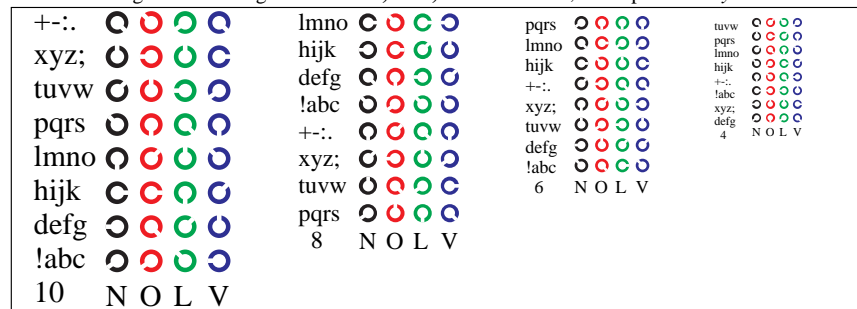 +-:.
xyz;
tuvw
pqrs
lmno
hijk
defg
!abc
10 N O L V
lmno
hijk
defg
!abc
+-:.
xyz;
tuvw
pqrs
8 N O L V
pqrs
lmno
hijk
+-:.
xyz;
tuvw
defg
!abc
6 N O L V
tuvw
pqrs
lmno
hijk
+-:.
!abc
xyz;
defg
4 N O L V